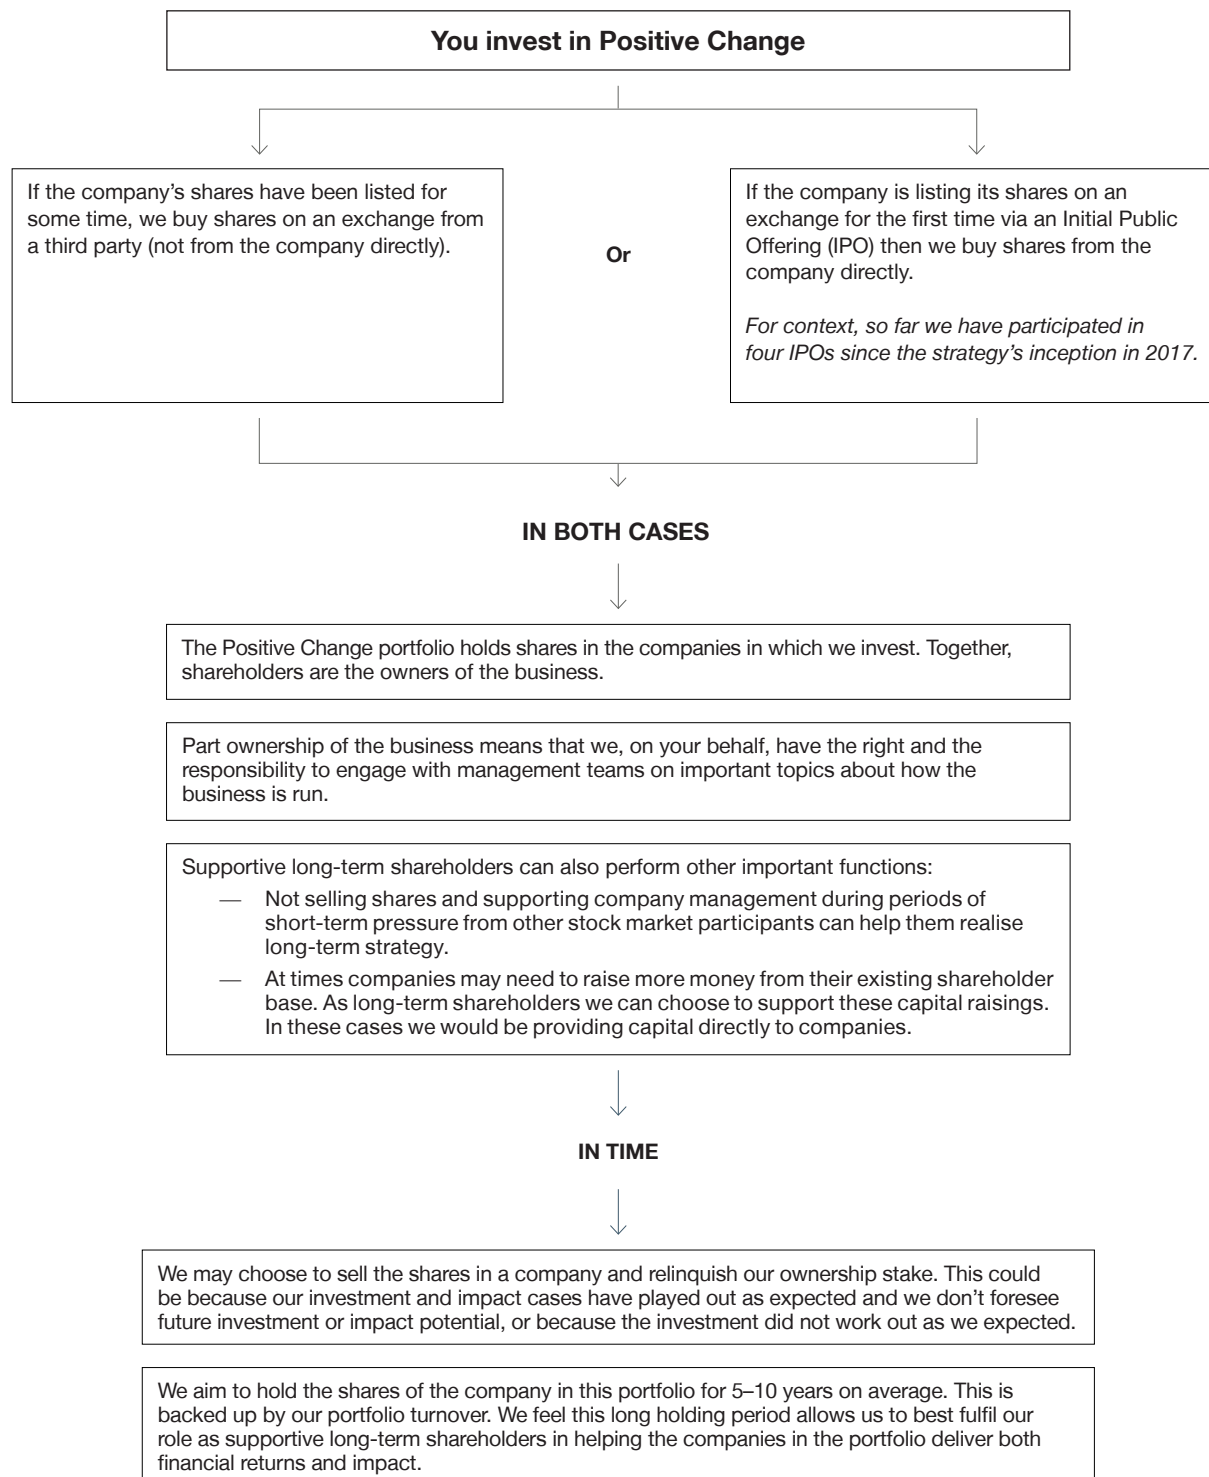 You invest in Positive Change
If the company’s shares have been listed for
some time, we buy shares on an exchange from
a third party (not from the company directly).
Or
If the company is listing its shares on an
exchange for the first time via an Initial Public
Offering (IPO) then we buy shares from the
company directly.
For context, so far we have participated in
four IPOs since the strategy’s inception in 2017.
IN BOTH CASES
The Positive Change portfolio holds shares in the companies in which we invest. Together,
shareholders are the owners of the business.
Part ownership of the business means that we, on your behalf, have the right and the
responsibility to engage with management teams on important topics about how the
business is run.
Supportive long-term shareholders can also perform other important functions:
— Not selling shares and supporting company management during periods of
short-term pressure from other stock market participants can help them realise
long-term strategy.
— At times companies may need to raise more money from their existing shareholder
base. As long-term shareholders we can choose to support these capital raisings.
In these cases we would be providing capital directly to companies.
IN TIME
We may choose to sell the shares in a company and relinquish our ownership stake. This could
be because our investment and impact cases have played out as expected and we don’t foresee
future investment or impact potential, or because the investment did not work out as we expected.
We aim to hold the shares of the company in this portfolio for 5–10 years on average. This is
backed up by our portfolio turnover. We feel this long holding period allows us to best fulfil our
role as supportive long-term shareholders in helping the companies in the portfolio deliver both
financial returns and impact.